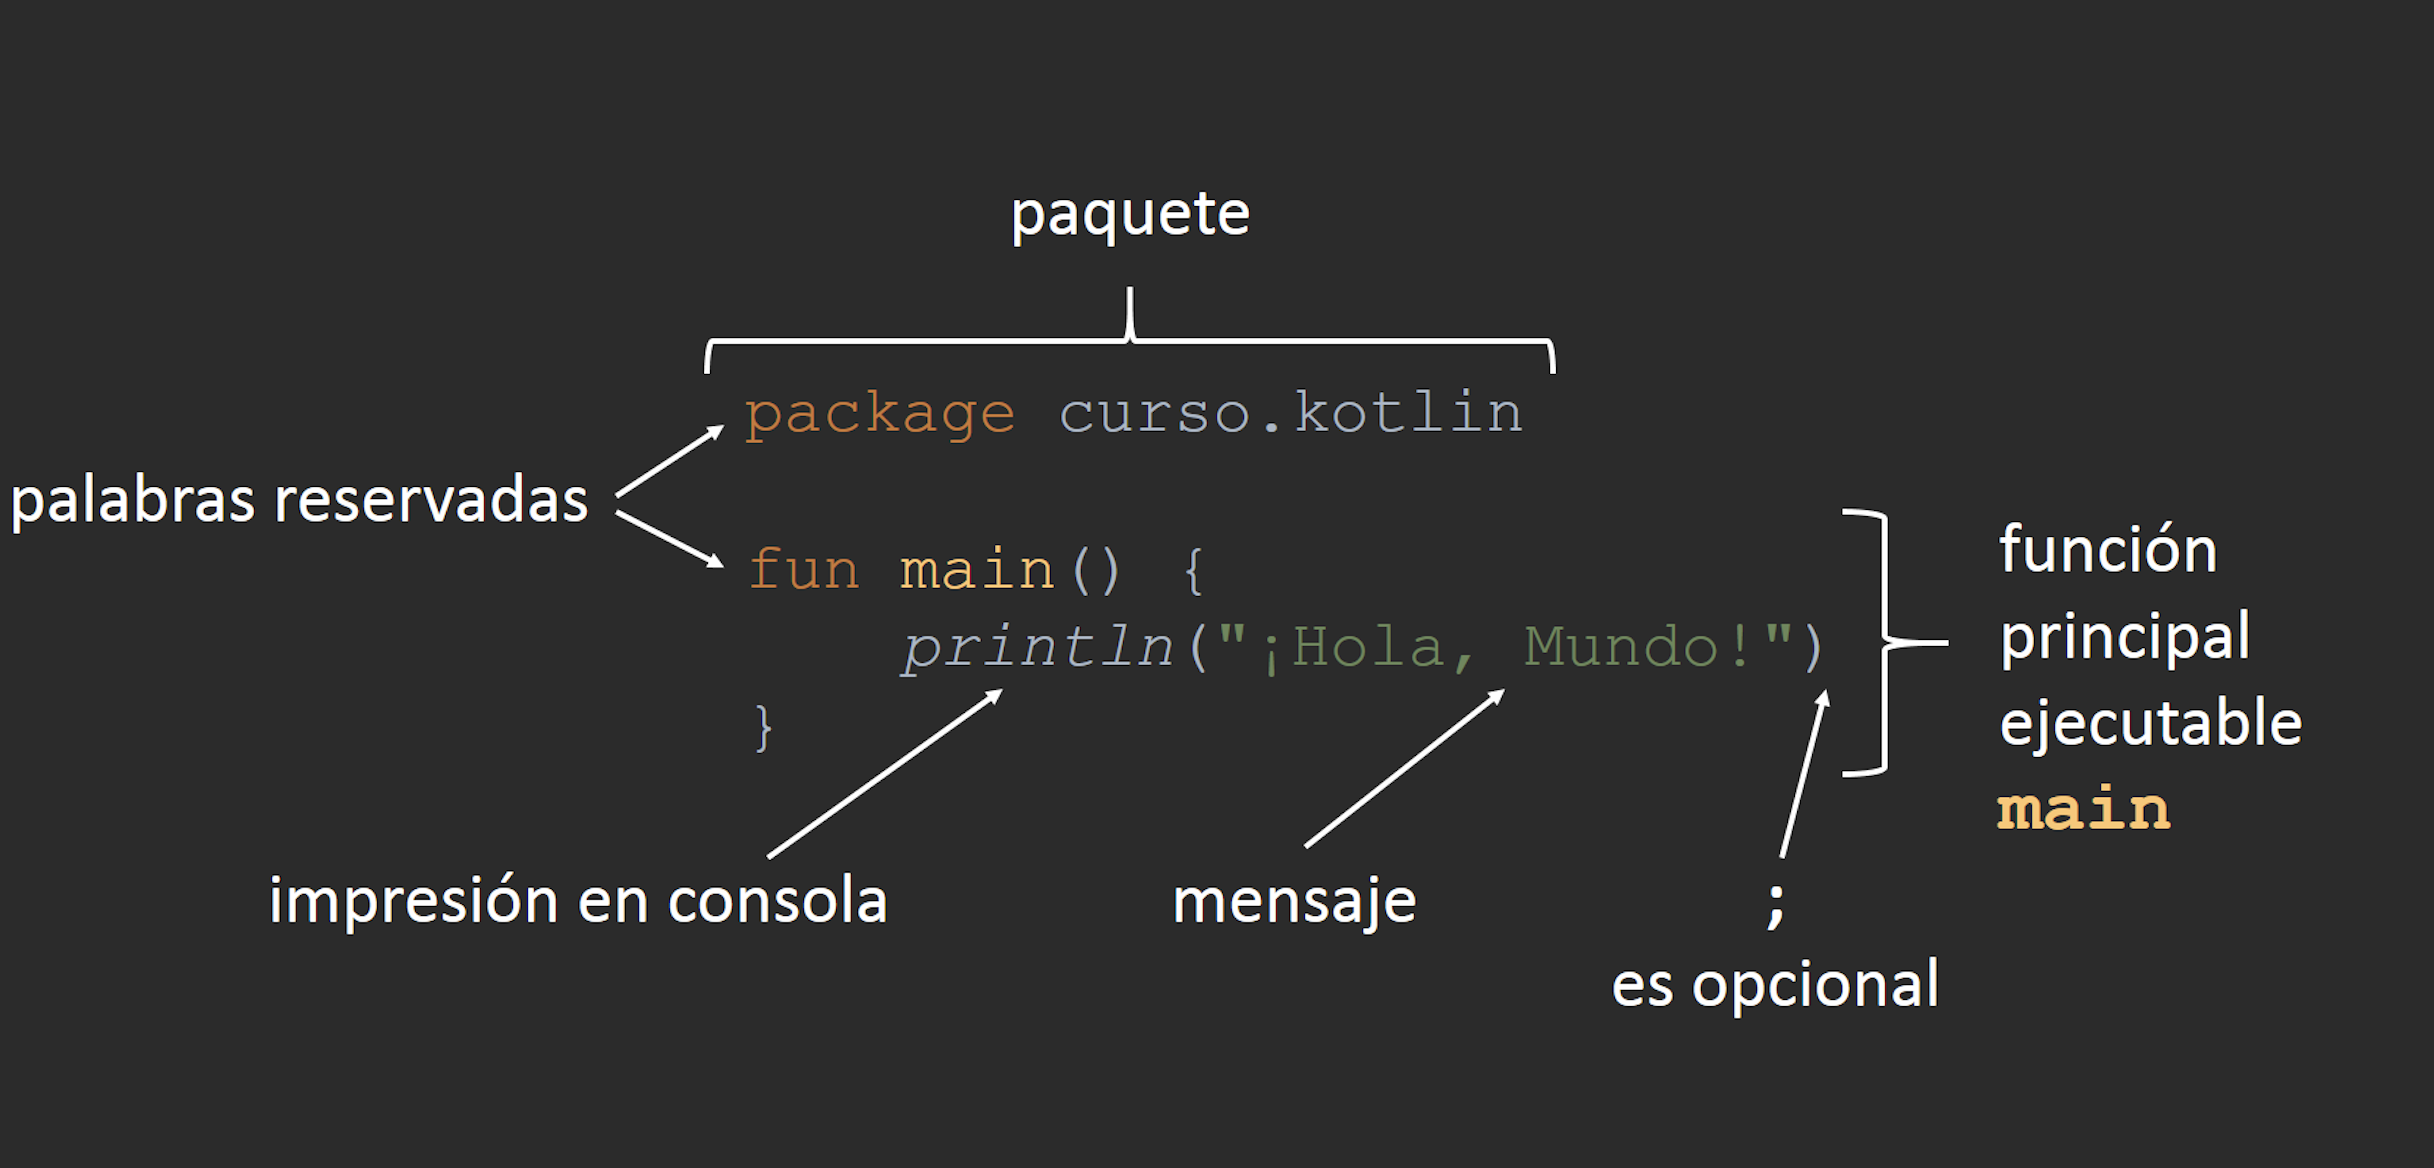 paquete
package curso.kotlin
palabras reservadas
fun main() {
println("¡Hola, Mundo!")
}
función
principal
ejecutable
main
impresión en consola
mensaje
;
es opcional